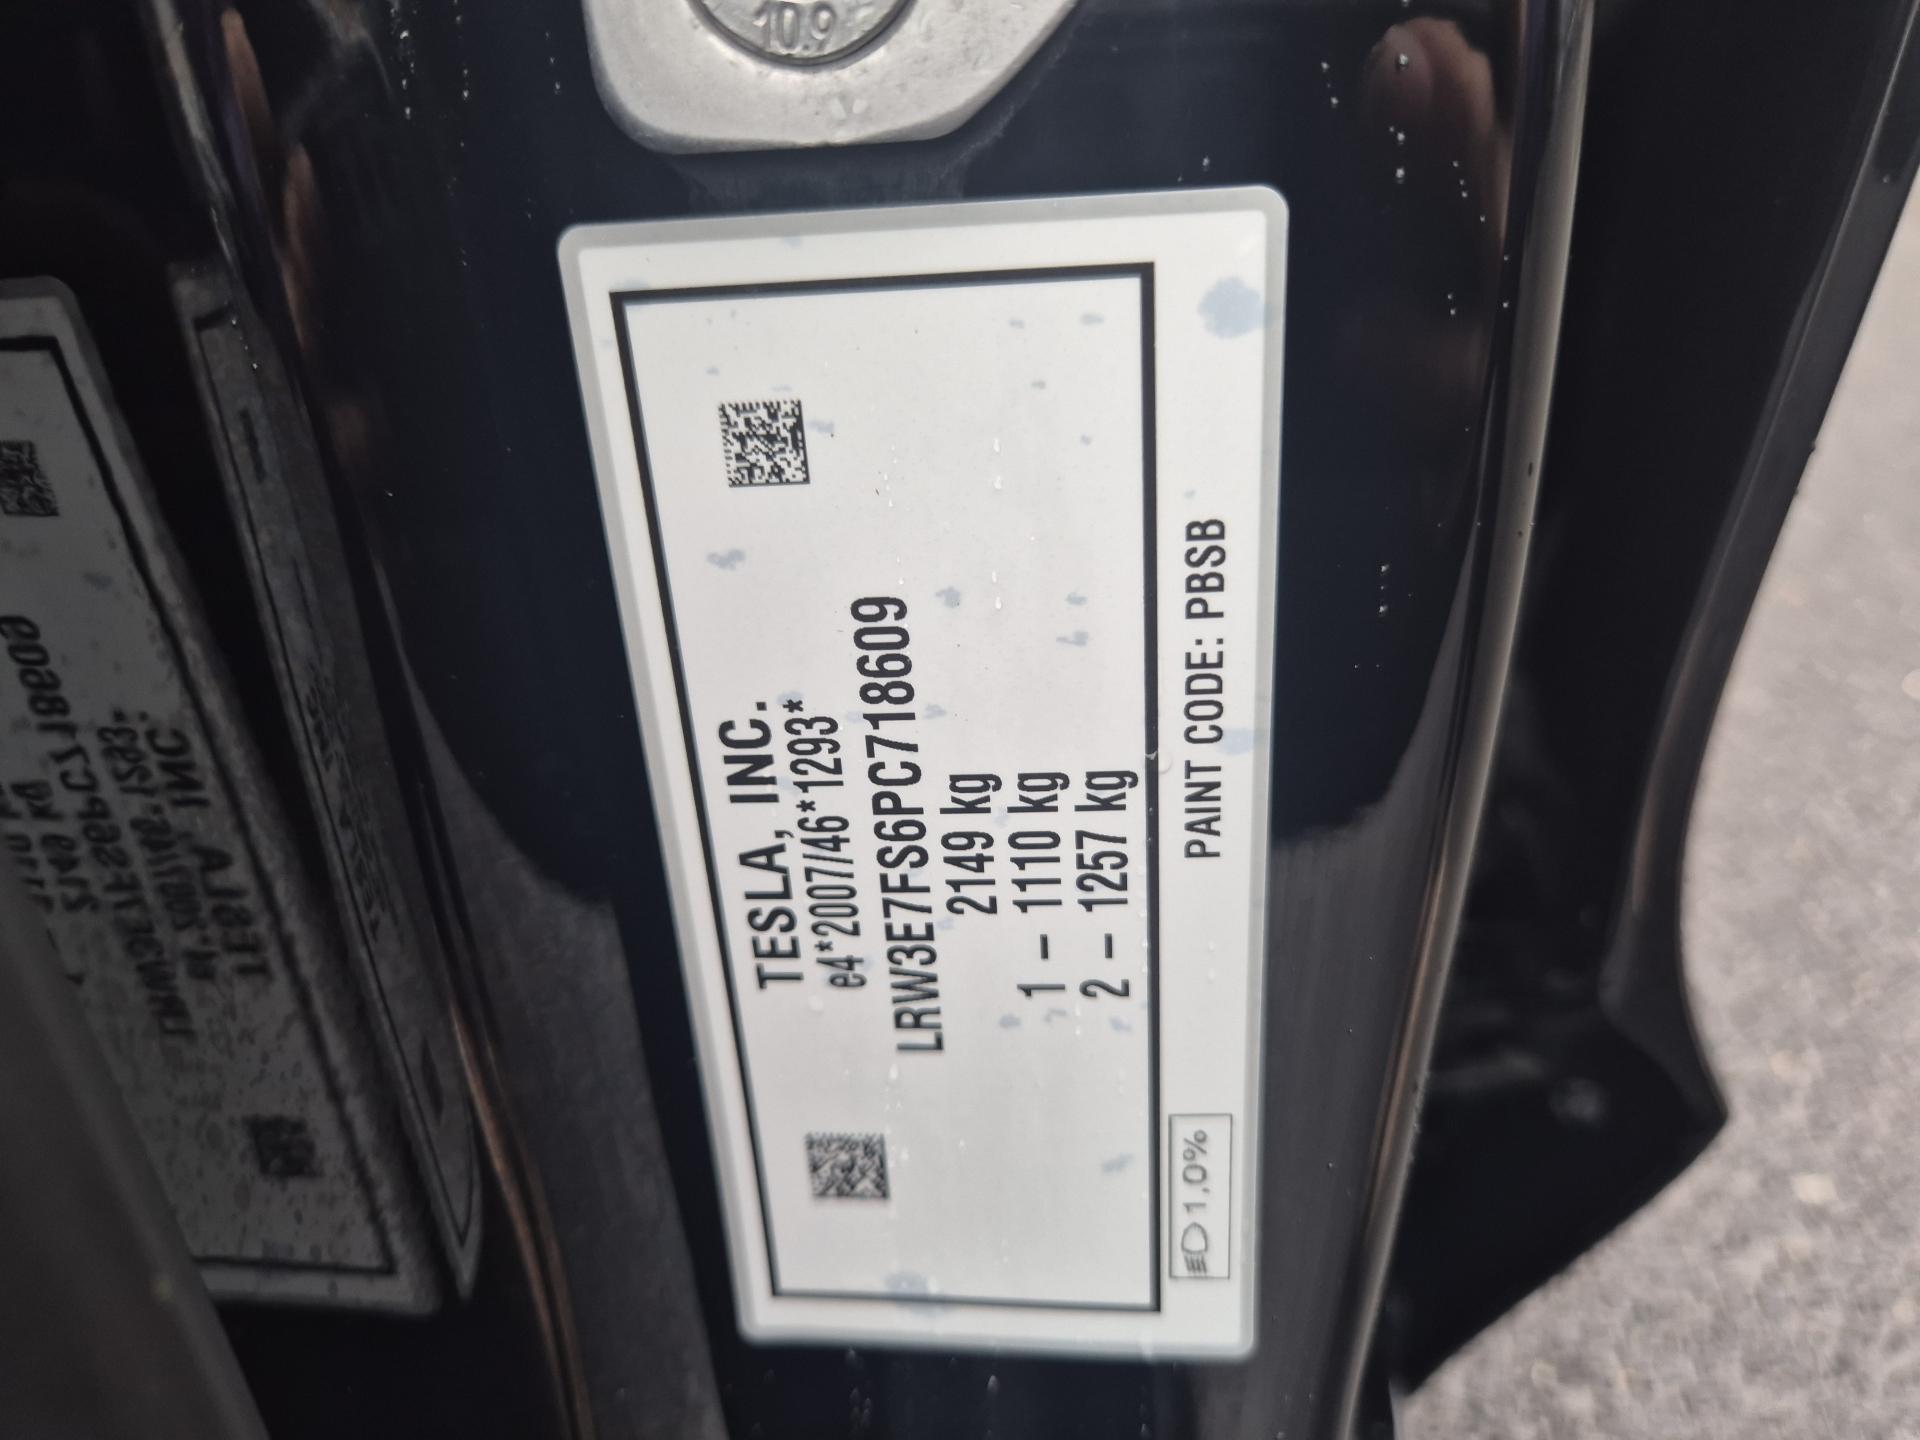 10.9
TESLA, INC.
e4*2007/46*1293*
LRW3E7FS6PC718609
2149 kg
1 - 1110 kg
2 - 1257 kg
PAINT CODE: PBSB
1,0%